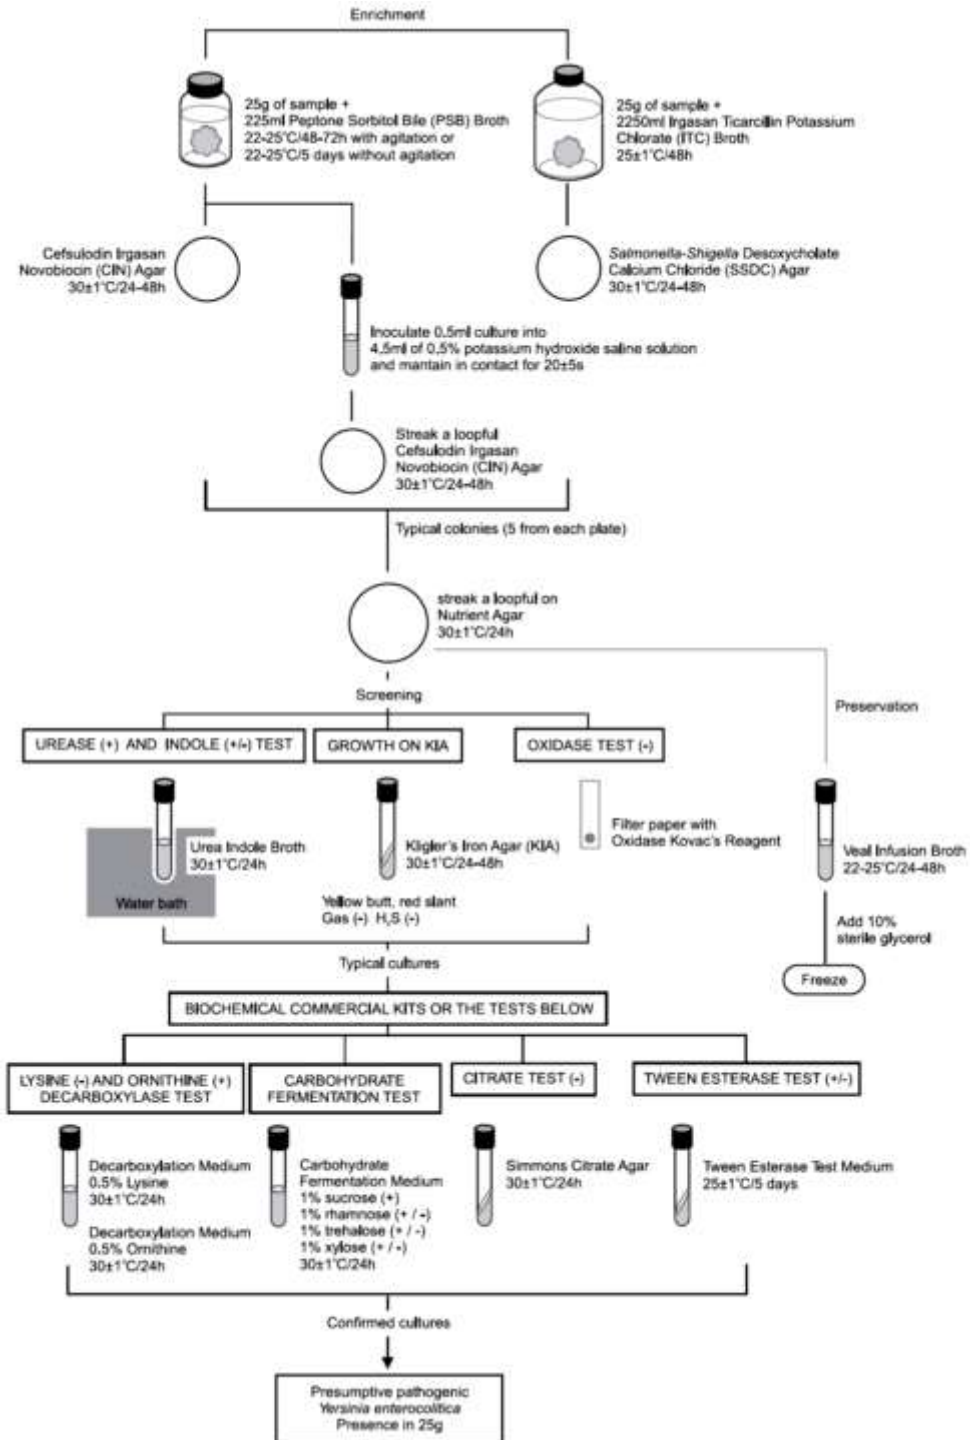 Enrichment
25g of sample +
225ml Peptone Sorbitol Bile (PSB) Broth
22-25°C/48-72h with agitation or
22-25°C/5 days without agitation
25g of sample +
2250ml Irgasan Ticarcillin Potassium
Chlorate (ITC) Broth
25±1°C/48h
Cefsulodin Irgasan
Novobiocin (CIN) Agar
30±1°C/24-48h
Salmonella-Shigella Desoxycholate
Calcium Chloride (SSDC) Agar
30±1°C/24-48h
Inoculate 0.5ml culture into
4,5ml of 0,5% potassium hydroxide saline solution
and mantain in contact for 20±5s
Streak a loopful
Cefsulodin Irgasan
Novobiocin (CIN) Agar
30±1°C/24-48h
Typical colonies (5 from each plate)
streak a loopful on
Nutrient Agar
30±1°C/24h
Screening
Preservation
UREASE (+) AND INDOLE (+/-) TEST
GROWTH ON KIA
OXIDASE TEST (-)
Urea Indole Broth
30±1°C/24h
Water bath
Kligler's Iron Agar (KIA)
30±1°C/24-48h
Yellow butt, red slant
Gas (-) H₂S (-)
Filter paper with
Oxidase Kovac's Reagent
Veal Infusion Broth
22-25°C/24-48h
Add 10%
sterile glycerol
Freeze
Typical cultures
BIOCHEMICAL COMMERCIAL KITS OR THE TESTS BELOW
LYSINE (-) AND ORNITHINE (+)
DECARBOXYLASE TEST
CARBOHYDRATE
FERMENTATION TEST
CITRATE TEST (-)
TWEEN ESTERASE TEST (+/-)
Decarboxylation Medium
0.5% Lysine
30±1°C/24h
Decarboxylation Medium
0.5% Ornithine
30±1°C/24h
Carbohydrate
Fermentation Medium
1% sucrose (+)
1% rhamnose (+ / -)
1% trehalose (+ / -)
1% xylose (+ / -)
30±1°C/24h
Simmons Citrate Agar
30±1°C/24h
Tween Esterase Test Medium
25±1°C/5 days
Confirmed cultures
Presumptive pathogenic
Yersinia enterocolitica
Presence in 25g